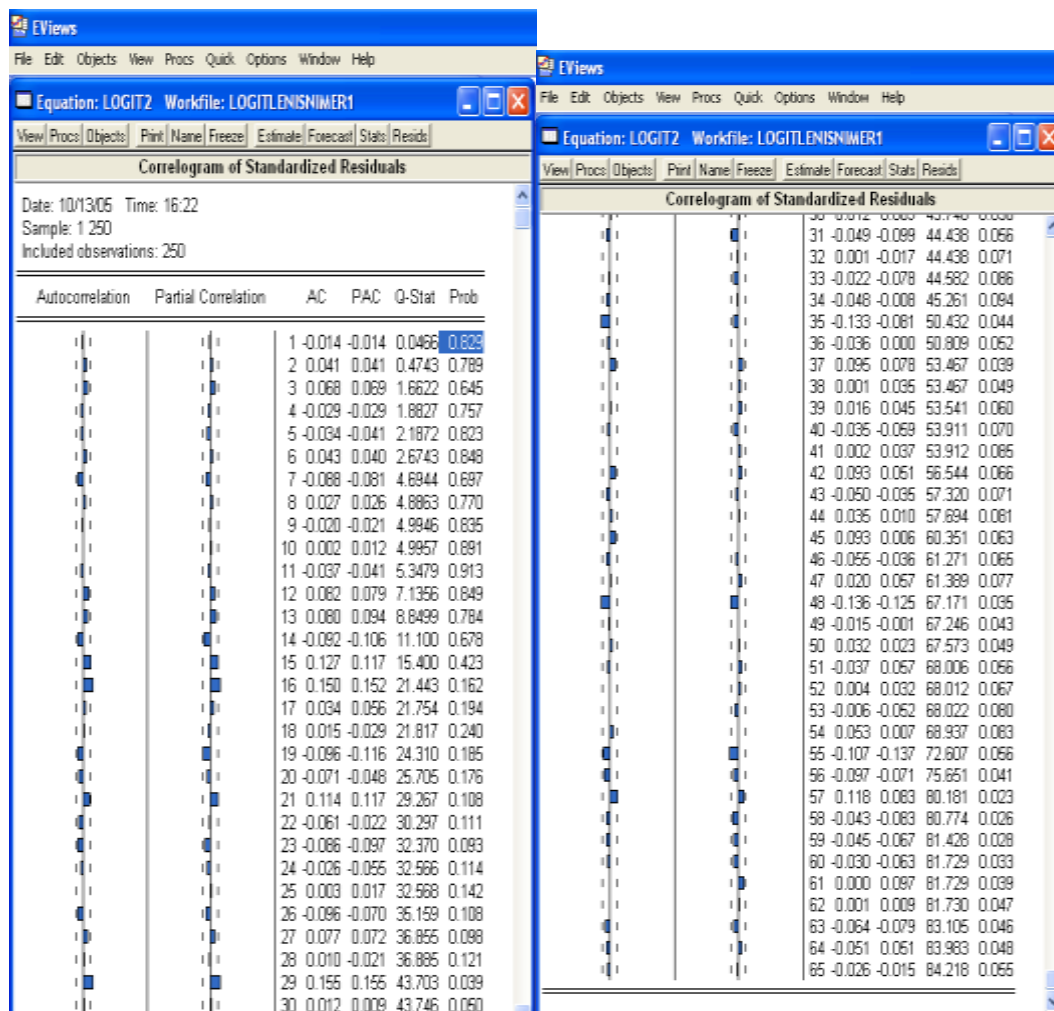 EViews
File Edit Objects View Procs Quick Options Window Help
Equation: LOGIT2 Workfile: LOGITLENISNIMER1
View Procs Objects Print Name Freeze Estimate Forecast Stats Resids
Correlogram of Standardized Residuals
Date: 10/13/05 Time: 16:22
Sample: 1 250
Included observations: 250
Autocorrelation Partial Correlation AC PAC Q-Stat Prob
1 -0.014 -0.014 0.0466 0.829
2 0.041 0.041 0.4743 0.789
3 0.068 0.069 1.6622 0.645
4 -0.029 -0.029 1.8827 0.757
5 -0.034 -0.041 2.1872 0.823
6 0.043 0.040 2.6743 0.848
7 -0.088 -0.081 4.6944 0.697
8 0.027 0.026 4.8863 0.770
9 -0.020 -0.021 4.9946 0.835
10 0.002 0.012 4.9957 0.891
11 -0.037 -0.041 5.3479 0.913
12 0.082 0.079 7.1356 0.849
13 0.080 0.094 8.8499 0.784
14 -0.092 -0.106 11.100 0.678
15 0.127 0.117 15.400 0.423
16 0.150 0.152 21.443 0.162
17 0.034 0.056 21.754 0.194
18 0.015 -0.029 21.817 0.240
19 -0.096 -0.116 24.310 0.185
20 -0.071 -0.048 25.705 0.176
21 0.114 0.117 29.267 0.108
22 -0.061 -0.022 30.297 0.111
23 -0.086 -0.097 32.370 0.093
24 -0.026 -0.055 32.566 0.114
25 0.003 0.017 32.568 0.142
26 -0.096 -0.070 35.159 0.108
27 0.077 0.072 36.855 0.098
28 0.010 -0.021 36.885 0.121
29 0.155 0.155 43.703 0.039
30 0.012 0.009 43.746 0.050
EViews
File Edit Objects View Procs Quick Options Window Help
Equation: LOGIT2 Workfile: LOGITLENISNIMER1
View Procs Objects Print Name Freeze Estimate Forecast Stats Resids
Correlogram of Standardized Residuals
31 -0.049 -0.099 44.438 0.056
32 0.001 -0.017 44.438 0.071
33 -0.022 -0.078 44.582 0.086
34 -0.048 -0.008 45.261 0.094
35 -0.133 -0.081 50.432 0.044
36 -0.036 0.000 50.809 0.052
37 0.095 0.078 53.467 0.039
38 0.001 0.035 53.467 0.049
39 0.016 0.045 53.541 0.060
40 -0.035 -0.059 53.911 0.070
41 0.002 0.037 53.912 0.085
42 0.093 0.051 56.544 0.066
43 -0.050 -0.035 57.320 0.071
44 0.035 0.010 57.694 0.081
45 0.093 0.006 60.351 0.063
46 -0.055 -0.036 61.271 0.065
47 0.020 0.057 61.389 0.077
48 -0.136 -0.125 67.171 0.035
49 -0.015 -0.001 67.246 0.043
50 0.032 0.023 67.573 0.049
51 -0.037 0.057 68.006 0.056
52 0.004 0.032 68.012 0.067
53 -0.006 -0.052 68.022 0.080
54 0.053 0.007 68.937 0.083
55 -0.107 -0.137 72.607 0.056
56 -0.097 -0.071 75.651 0.041
57 0.118 0.083 80.181 0.023
58 -0.043 -0.083 80.774 0.026
59 -0.045 -0.067 81.428 0.028
60 -0.030 -0.063 81.729 0.033
61 0.000 0.097 81.729 0.039
62 0.001 0.009 81.730 0.047
63 -0.064 -0.079 83.105 0.046
64 -0.051 0.051 83.983 0.048
65 -0.026 -0.015 84.218 0.055